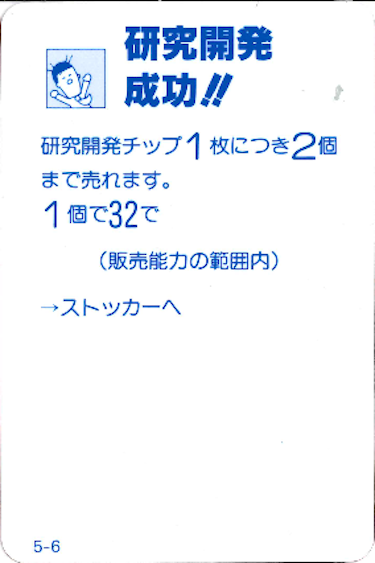 研究開発
成功!!
研究開発チップ1枚につき2個
まで売れます。
1個で32で
(販売能力の範囲内)
→ストッカーへ
5-6